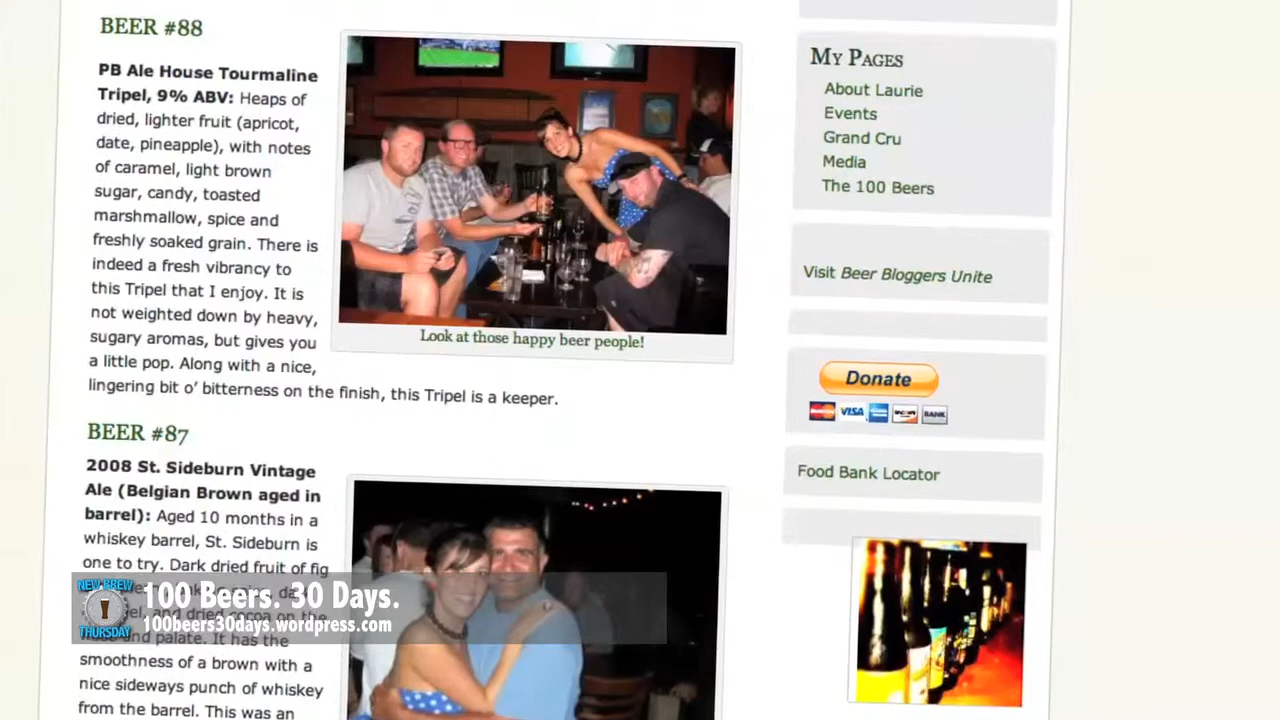 BEER #88
PB Ale House Tourmaline
Tripel, 9% ABV: Heaps of
dried, lighter fruit (apricot,
date, pineapple), with notes
of caramel, light brown
sugar, candy, toasted
marshmallow, spice and
freshly soaked grain. There is
indeed a fresh vibrancy to
this Tripel that I enjoy. It is
not weighted down by heavy,
sugary aromas, but gives you
a little pop. Along with a nice,
lingering bit o’ bitterness on the finish, this Tripel is a keeper.
Look at those happy beer people!
BEER #87
2008 St. Sideburn Vintage
Ale (Belgian Brown aged in
barrel): Aged 10 months in a
whiskey barrel, St. Sideburn is
one to try. Dark dried fruit of fig
and dried cocoa on the
and palate. It has the
smoothness of a brown with a
nice sideways punch of whiskey
from the barrel. This was an
My Pages
About Laurie
Events
Grand Cru
Media
The 100 Beers
Visit Beer Bloggers Unite
Donate
MasterCard VISA AMEX DISCOVER BANK
Food Bank Locator
NEW BREW
THURSDAY
100 Beers. 30 Days.
100beers30days.wordpress.com